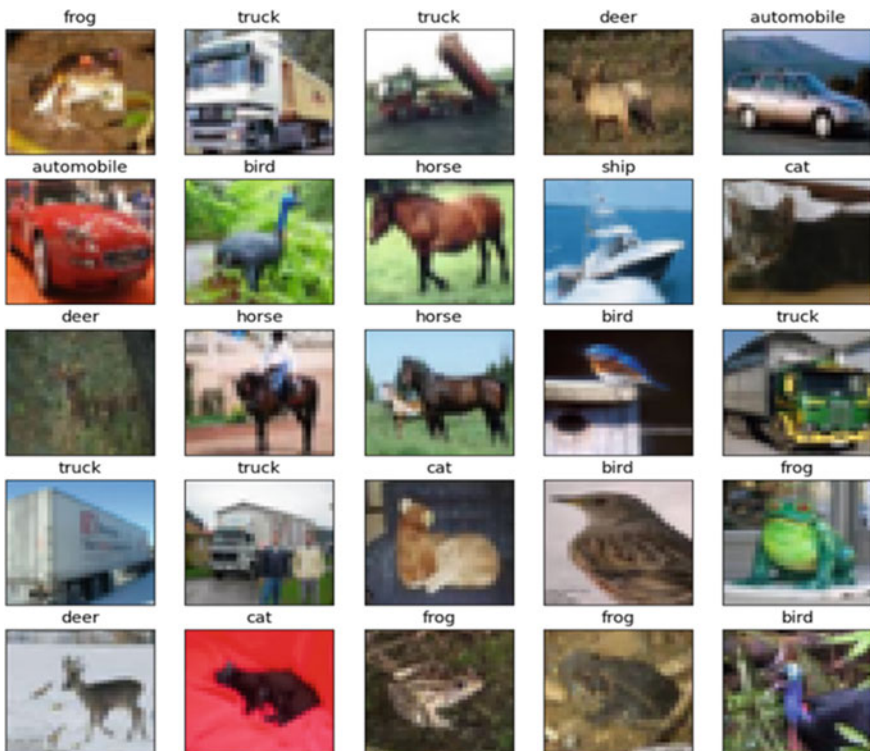 frog truck truck deer automobile
automobile bird horse ship cat
deer horse horse bird truck
truck truck cat bird frog
deer cat frog frog bird